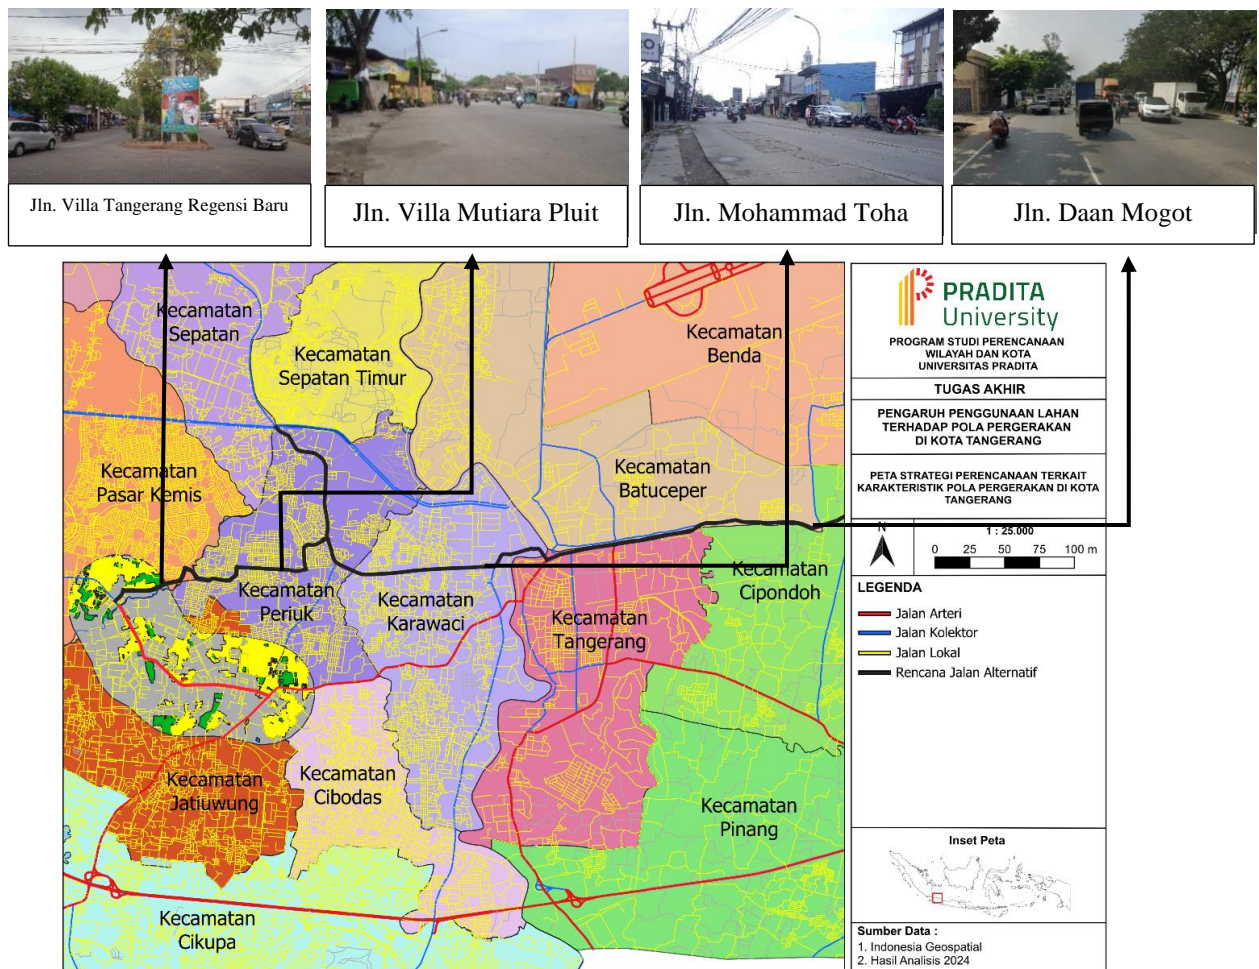 Jln. Villa Tangerang Regensi Baru
Jln. Villa Mutiara Pluit
Jln. Mohammad Toha
Jln. Daan Mogot
Kecamatan
Sepatan
Kecamatan
Sepatan Timur
Kecamatan
Benda
Kecamatan
Pasar Kemis
Kecamatan
Batuceper
Kecamatan
Periuk
Kecamatan
Karawaci
Kecamatan
Tangerang
Kecamatan
Cipondoh
Kecamatan
Jatiuwung
Kecamatan
Cibodas
Kecamatan
Pinang
Kecamatan
Cikupa
PRADITA
University
PROGRAM STUDI PERENCANAAN
WILAYAH DAN KOTA
UNIVERSITAS PRADITA
TUGAS AKHIR
PENGARUH PENGGUNAAN LAHAN
TERHADAP POLA PERGERAKAN
DI KOTA TANGERANG
PETA STRATEGI PERENCANAAN TERKAIT
KARAKTERISTIK POLA PERGERAKAN DI KOTA
TANGERANG
N
1 : 25.000
0 25 50 75 100 m
LEGENDA
Jalan Arteri
Jalan Kolektor
Jalan Lokal
Rencana Jalan Alternatif
Inset Peta
Sumber Data :
1. Indonesia Geospatial
2. Hasil Analisis 2024